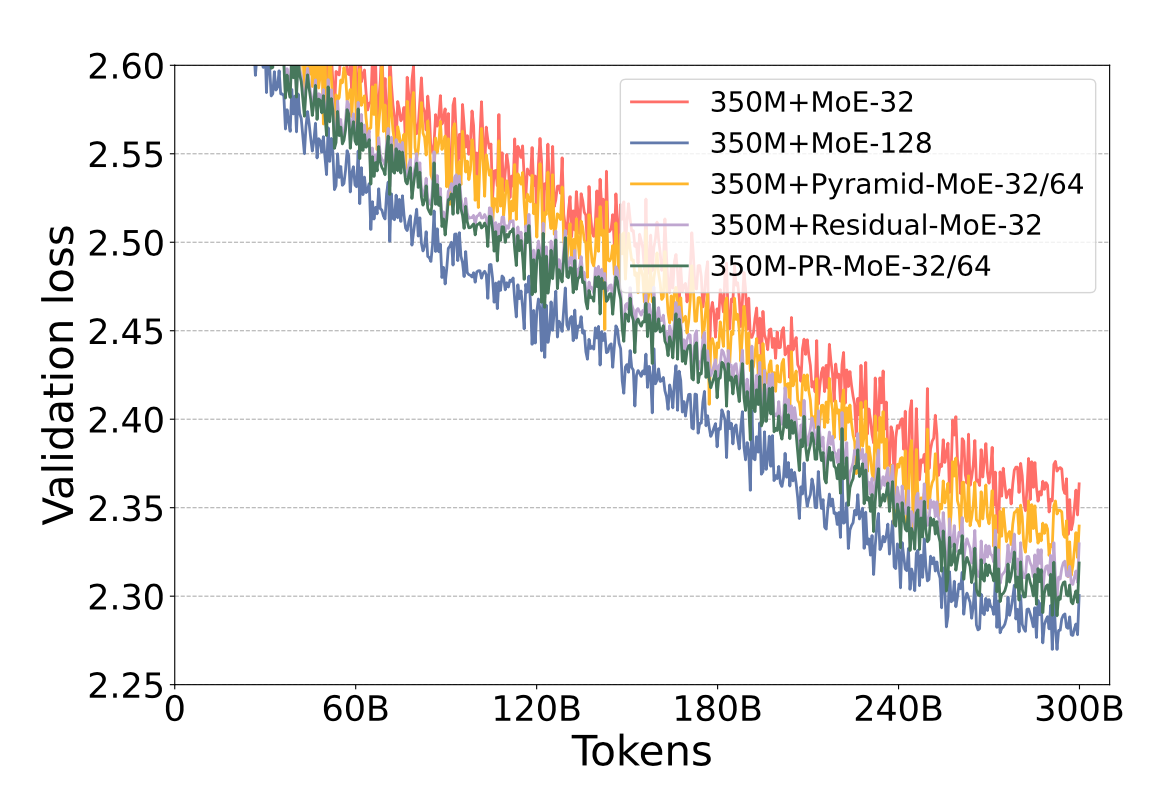 2.60
2.55
2.50
2.45
2.40
2.35
2.30
2.25
Validation loss
350M+MoE-32
350M+MoE-128
350M+Pyramid-MoE-32/64
350M+Residual-MoE-32
350M-PR-MoE-32/64
0 60B 120B 180B 240B 300B
Tokens